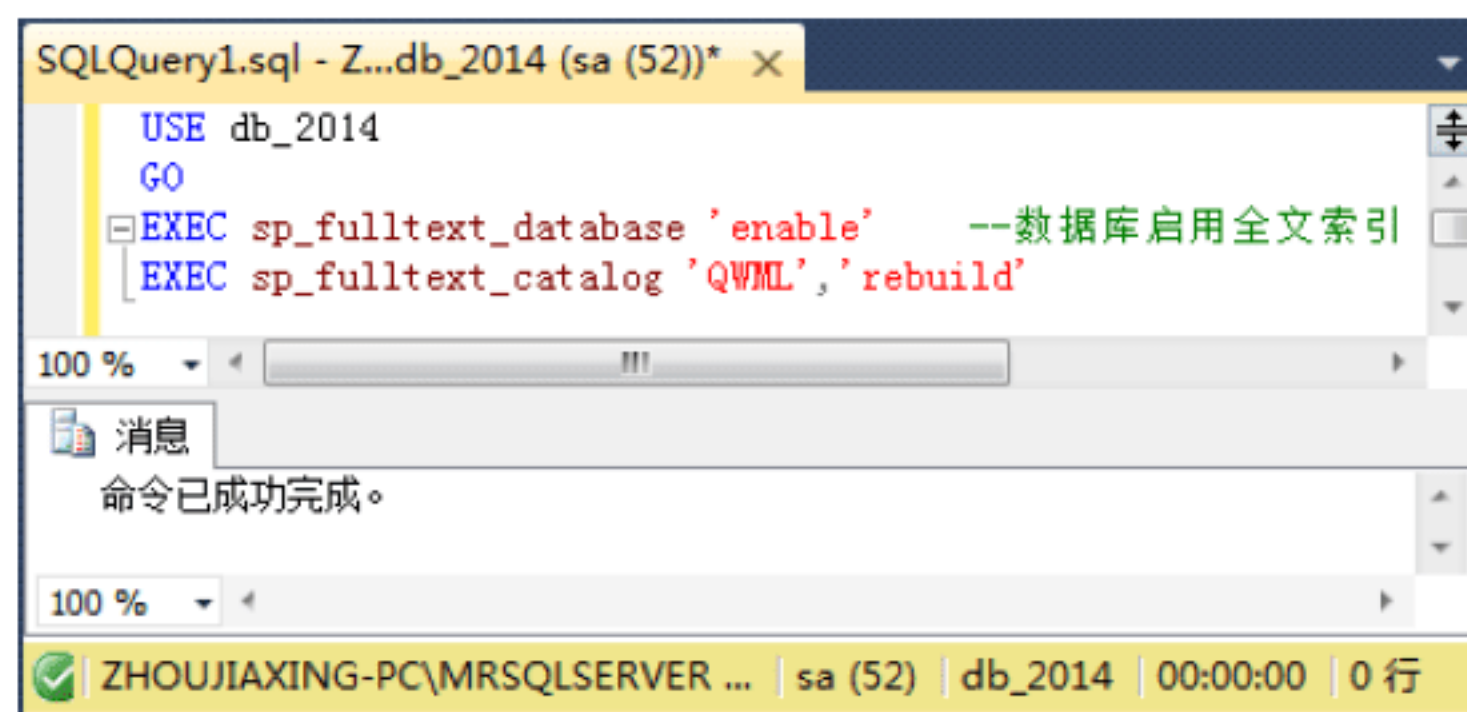 SQLQuery1.sql - Z...db_2014 (sa (52))*
USE db_2014
GO
EXEC sp_fulltext_database 'enable' --数据库启用全文索引
EXEC sp_fulltext_catalog 'QWML','rebuild'
100 %
消息
命令已成功完成。
100 %
ZHOUJIAXING-PC\MRSQLSERVER ... sa (52) db_2014 00:00:00 0 行